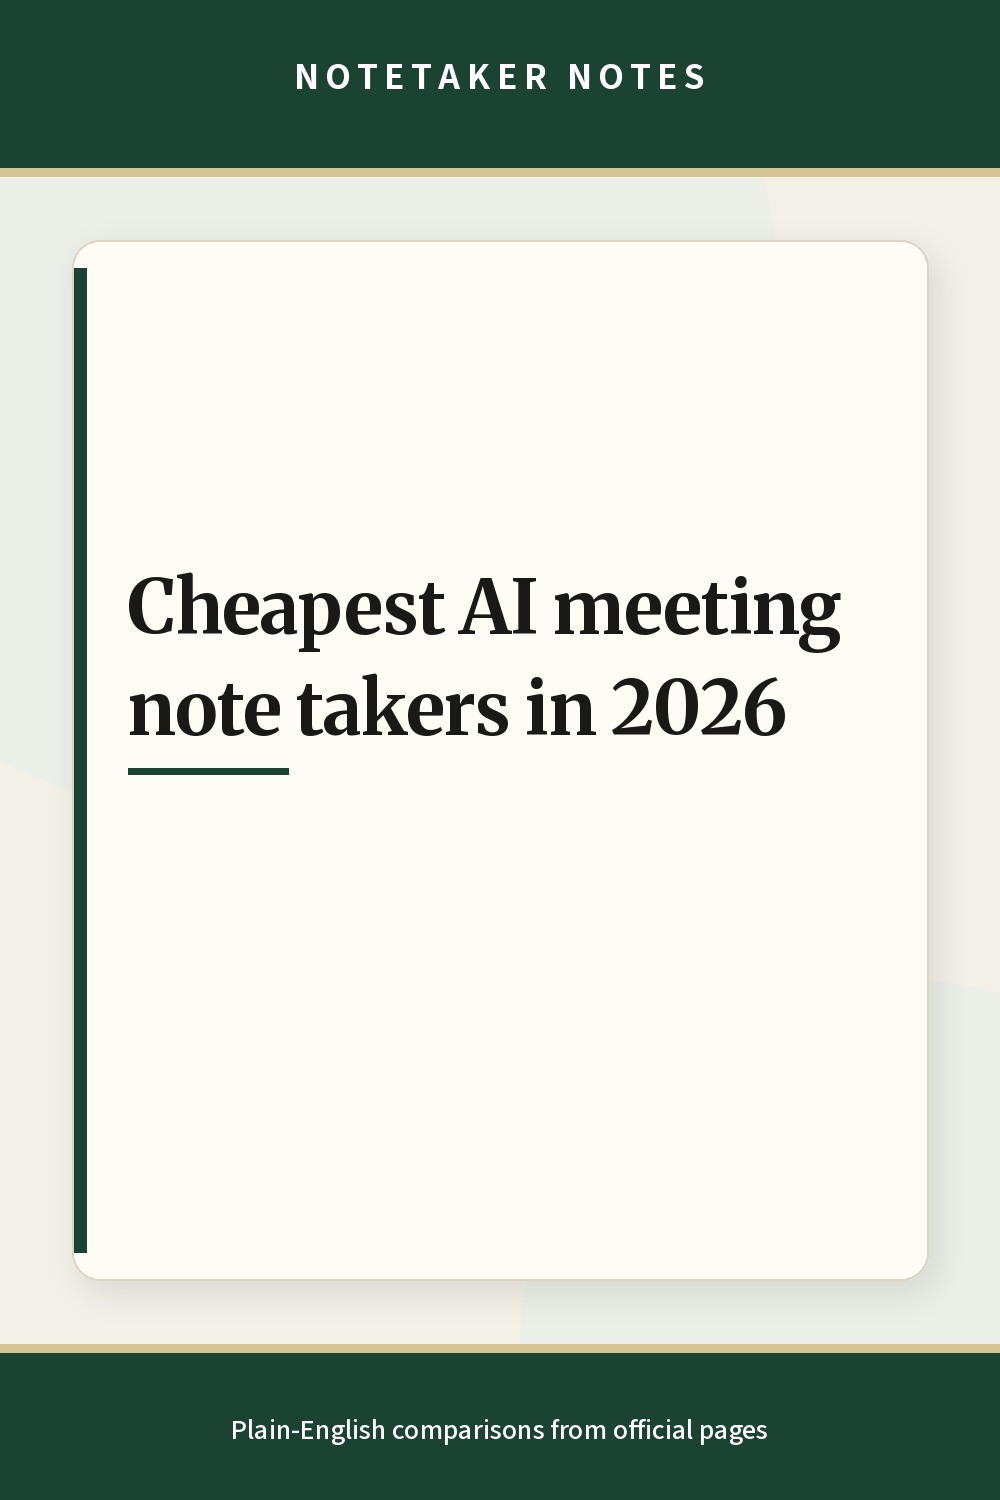 NOTETAKER NOTES
Cheapest AI meeting
note takers in 2026
Plain-English comparisons from official pages